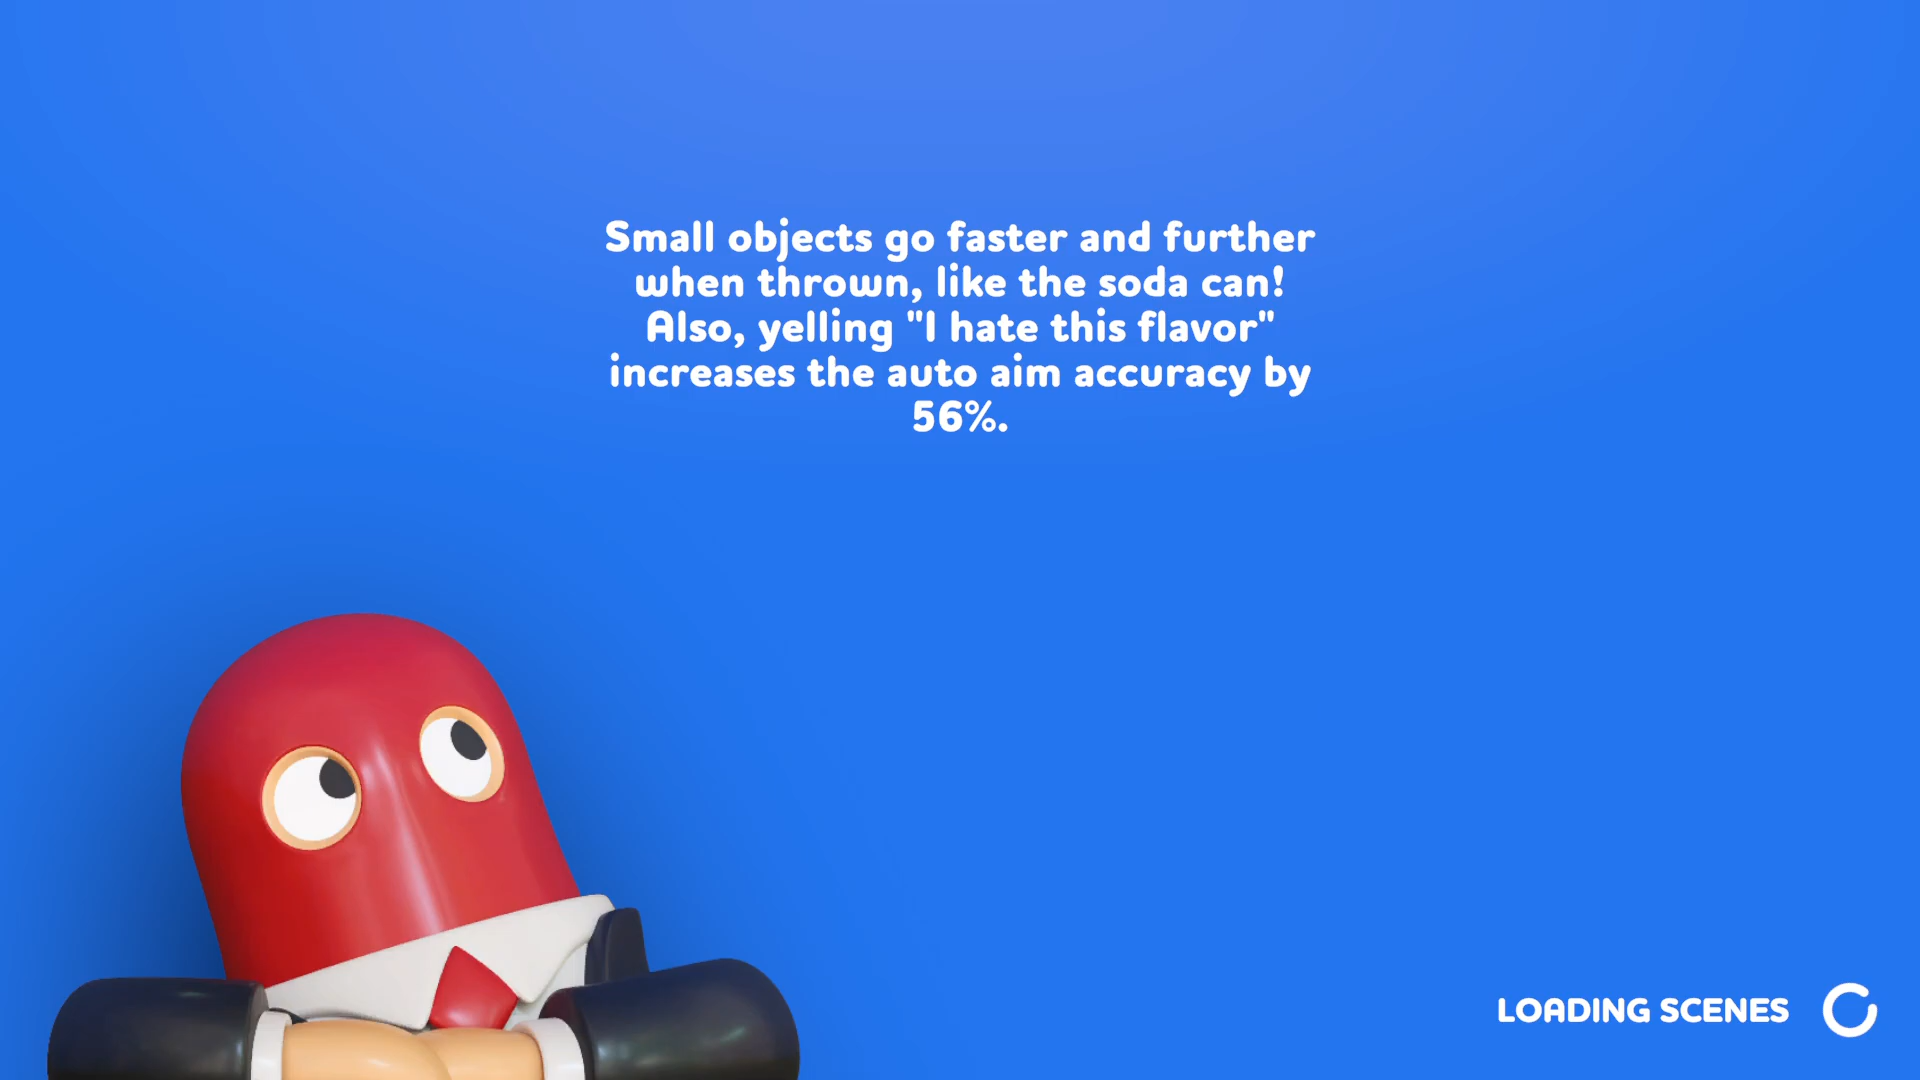 Small objects go faster and further
when thrown, like the soda can!
Also, yelling "I hate this flavor"
increases the auto aim accuracy by
56%.
LOADING SCENES